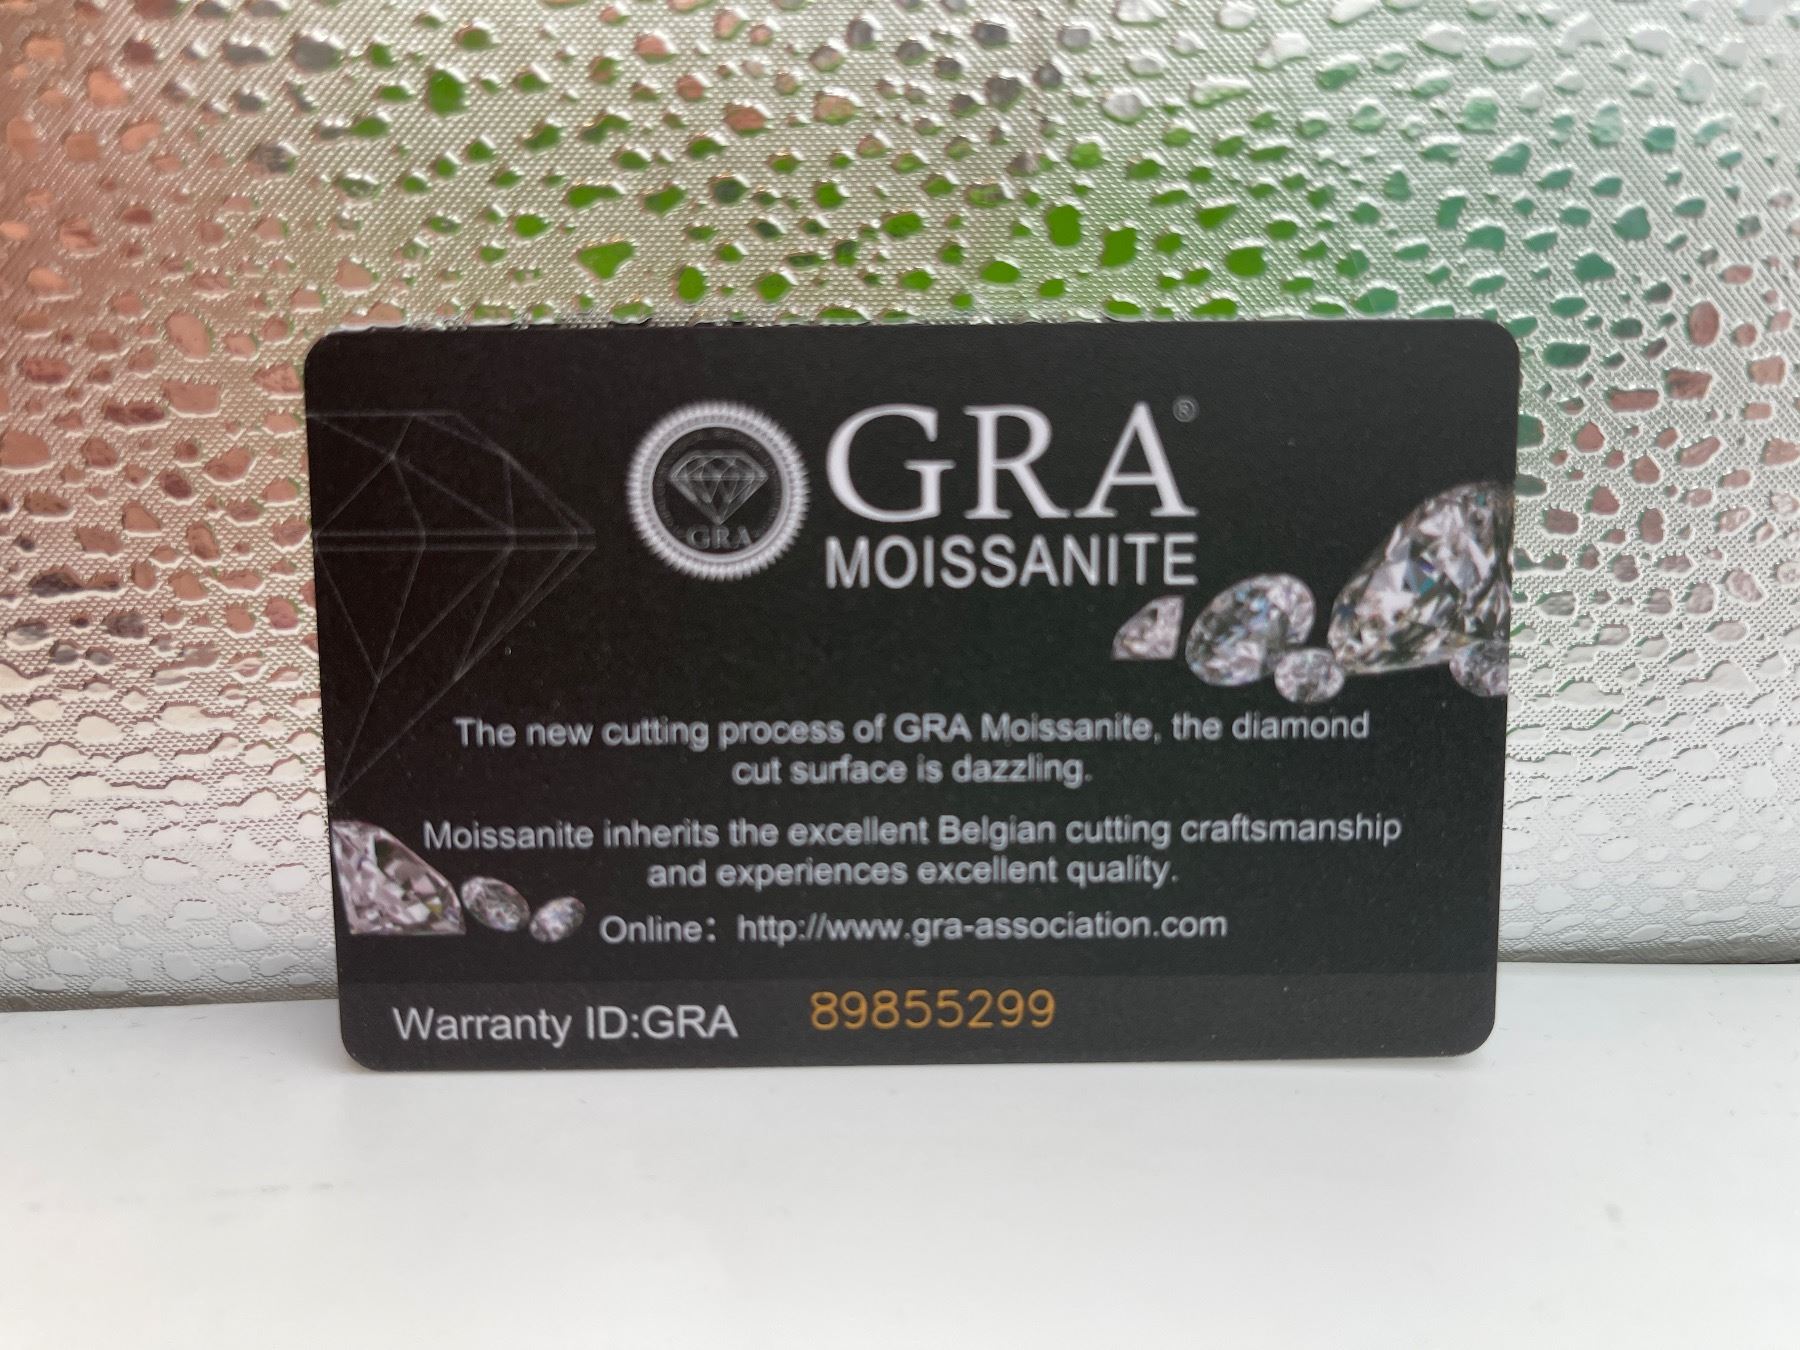 GRA
GRA®
MOISSANITE
The new cutting process of GRA Moissanite, the diamond
cut surface is dazzling.
Moissanite inherits the excellent Belgian cutting craftsmanship
and experiences excellent quality.
Online：http://www.gra-association.com
Warranty ID:GRA 89855299